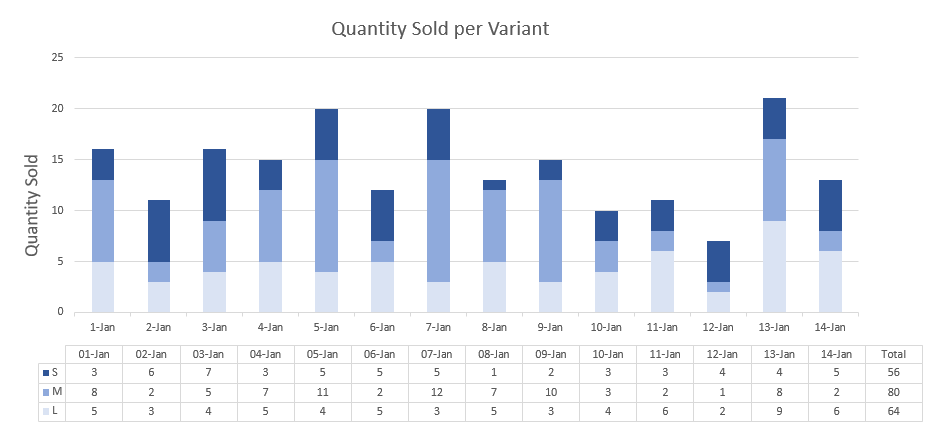 Quantity Sold per Variant
25
20
15
10
5
0
Quantity Sold
1-Jan 2-Jan 3-Jan 4-Jan 5-Jan 6-Jan 7-Jan 8-Jan 9-Jan 10-Jan 11-Jan 12-Jan 13-Jan 14-Jan
01-Jan 02-Jan 03-Jan 04-Jan 05-Jan 06-Jan 07-Jan 08-Jan 09-Jan 10-Jan 11-Jan 12-Jan 13-Jan 14-Jan Total
S 3 6 7 3 5 5 5 1 2 3 3 4 4 5 56
M 8 2 5 7 11 2 12 7 10 3 2 1 8 2 80
L 5 3 4 5 4 5 3 5 3 4 6 2 9 6 64